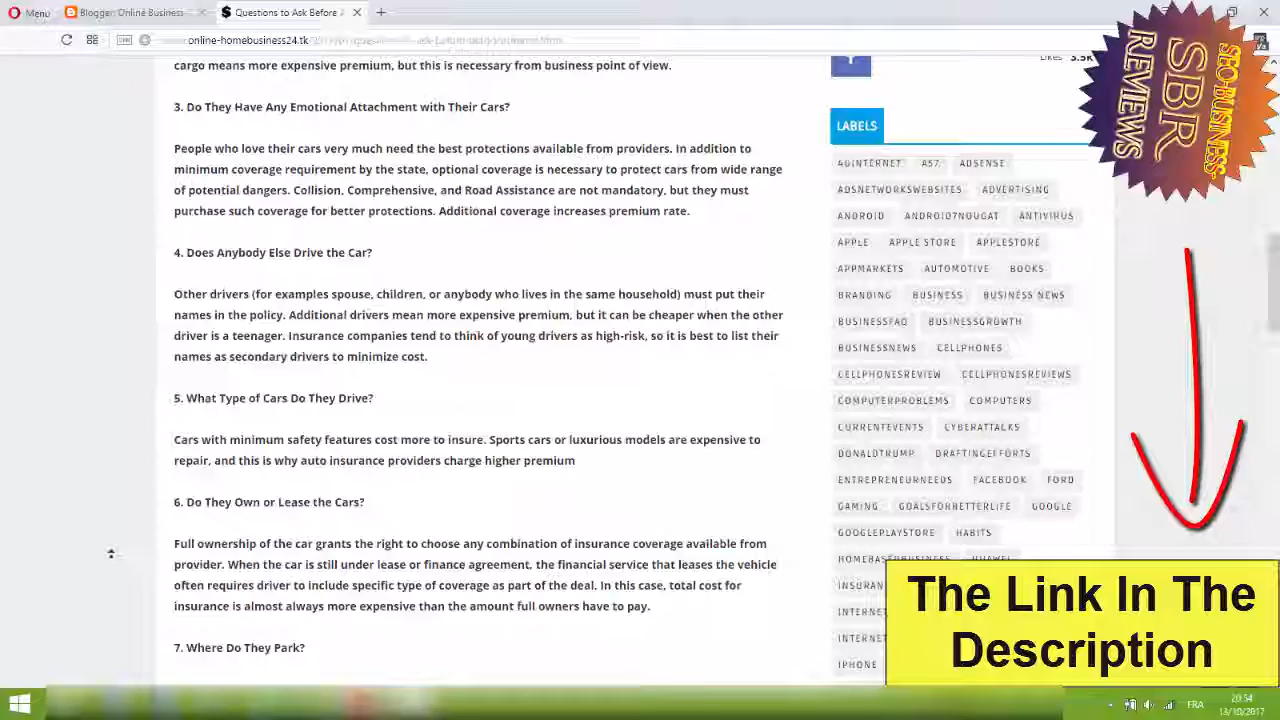 Menu
Blogger: Online Business
Questions to Ask Before A
online-homebusiness24.tk
cargo means more expensive premium, but this is necessary from business point of view.
3. Do They Have Any Emotional Attachment with Their Cars?
People who love their cars very much need the best protections available from providers. In addition to
minimum coverage requirement by the state, optional coverage is necessary to protect cars from wide range
of potential dangers. Collision, Comprehensive, and Road Assistance are not mandatory, but they must
purchase such coverage for better protections. Additional coverage increases premium rate.
4. Does Anybody Else Drive the Car?
Other drivers (for examples spouse, children, or anybody who lives in the same household) must put their
names in the policy. Additional drivers mean more expensive premium, but it can be cheaper when the other
driver is a teenager. Insurance companies tend to think of young drivers as high-risk, so it is best to list their
names as secondary drivers to minimize cost.
5. What Type of Cars Do They Drive?
Cars with minimum safety features cost more to insure. Sports cars or luxurious models are expensive to
repair, and this is why auto insurance providers charge higher premium
6. Do They Own or Lease the Cars?
Full ownership of the car grants the right to choose any combination of insurance coverage available from
provider. When the car is still under lease or finance agreement, the financial service that leases the vehicle
often requires driver to include specific type of coverage as part of the deal. In this case, total cost for
insurance is almost always more expensive than the amount full owners have to pay.
7. Where Do They Park?
Likes 3.5K
LABELS
4GINTERNET A57 ADSENSE
ADSNETWORKSWEBSITES ADVERTISING
ANDROID ANDROID7NOUGAT ANTIVIRUS
APPLE APPLE STORE APPLESTORE
APPMARKETS AUTOMOTIVE BOOKS
BRANDING BUSINESS BUSINESS NEWS
BUSINESSFAQ BUSINESSGROWTH
BUSINESSNEWS CELLPHONES
CELLPHONESREVIEW CELLPHONESREVIEWS
COMPUTERPROBLEMS COMPUTERS
CURRENTEVENTS CYBERATTALKS
DONALDTRUMP DRAFTINGEFFORTS
ENTREPRENEURNEEDS FACEBOOK FORD
GAMING GOALSFORBETTERLIFE GOOGLE
GOOGLEPLAYSTORE HABITS
HOMEBASEDBUSINESS HUAWEI
INSURAN
INTERNET
INTERNET
IPHONE
SEO-BUSINESS-
SBR
REVIEWS
The Link In The
Description
FRA
20:54
13/10/2017